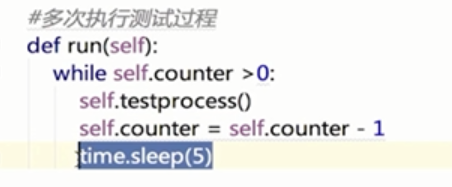 #多次执行测试过程
def run(self):
while self.counter >0:
self.testprocess()
self.counter = self.counter - 1
time.sleep(5)